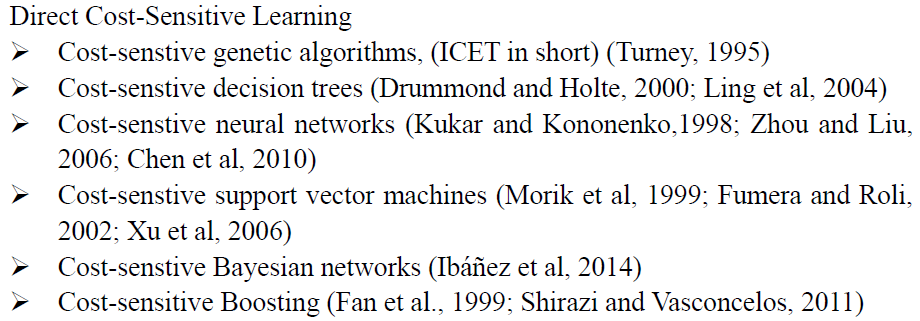 Direct Cost-Sensitive Learning
➢ Cost-senstive genetic algorithms, (ICET in short) (Turney, 1995)
➢ Cost-senstive decision trees (Drummond and Holte, 2000; Ling et al, 2004)
➢ Cost-senstive neural networks (Kukar and Kononenko,1998; Zhou and Liu,
2006; Chen et al, 2010)
➢ Cost-senstive support vector machines (Morik et al, 1999; Fumera and Roli,
2002; Xu et al, 2006)
➢ Cost-senstive Bayesian networks (Ibáñez et al, 2014)
➢ Cost-sensitive Boosting (Fan et al., 1999; Shirazi and Vasconcelos, 2011)